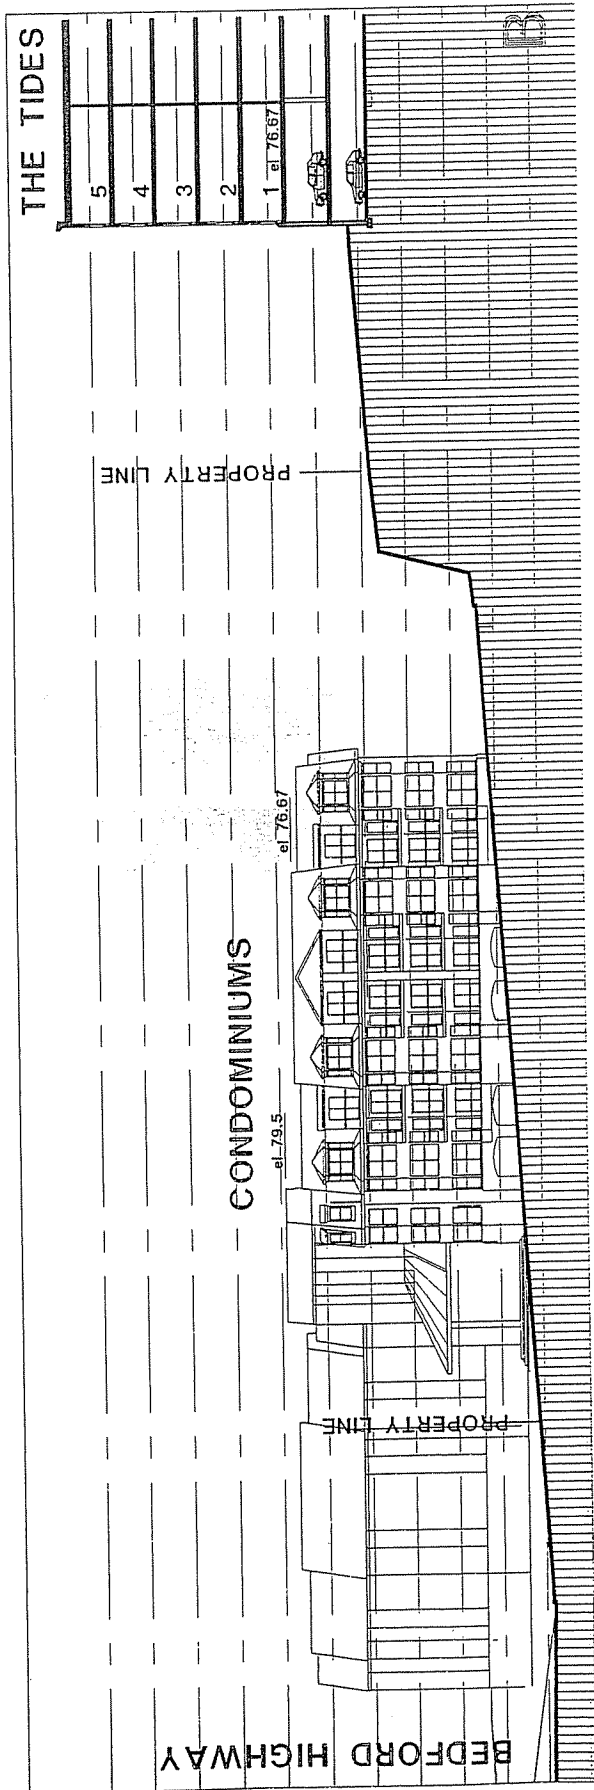 THE TIDES
5
4
3
2
1 el 76.67
B
PROPERTY LINE
el 76.67
CONDOMINIUMS
el 79.5
PROPERTY LINE
BEDFORD HIGHWAY